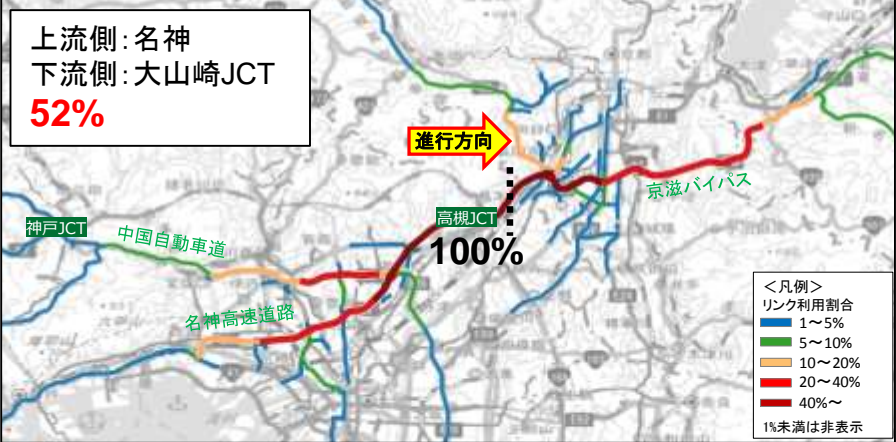 上流側：名神
下流側：大山崎JCT
52%
進行方向
京滋バイパス
高槻JCT
100%
神戸JCT
中国自動車道
名神高速道路
＜凡例＞
リンク利用割合
1～5%
5～10%
10～20%
20～40%
40%～
1%未満は非表示